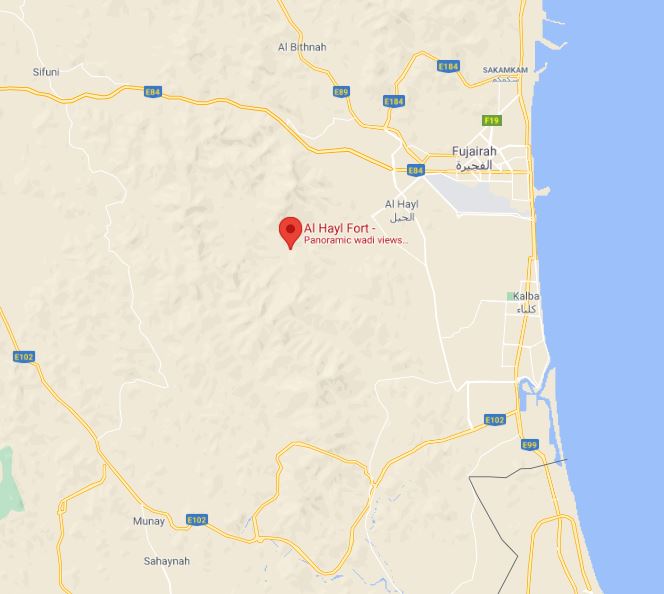 Al Bithnah
Sifuni
E184
SAKAMKAM
سكمكم
E84
E89
E184
F19
Fujairah
الفجيرة
E84
Al Hayl
الحيل
Al Hayl Fort -
Panoramic wadi views...
Kalba
كلباء
E102
E102
E99
Munay
E102
Sahaynah